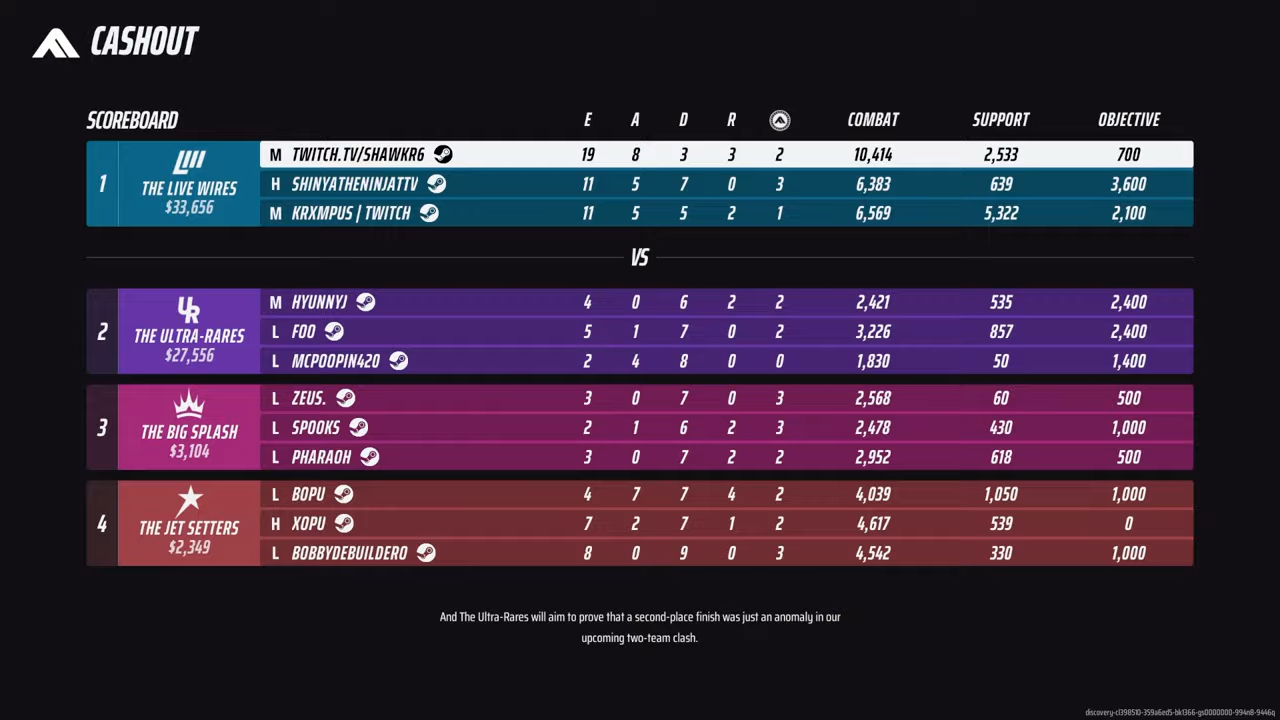 CASHOUT
SCOREBOARD E A D R COMBAT SUPPORT OBJECTIVE
1 THE LIVE WIRES $33,656
M TWITCH.TV/SHAWKR6 19 8 3 3 2 10,414 2,533 700
H SHINYATHENINJATTV 11 5 7 0 3 6,383 639 3,600
M KRXMPUS | TWITCH 11 5 5 2 1 6,569 5,322 2,100
VS
2 UR THE ULTRA-RARES $27,556
M HYUNNYJ 4 0 6 2 2 2,421 535 2,400
L FOO 5 1 7 0 2 3,226 857 2,400
L MCPOOPIN420 2 4 8 0 0 1,830 50 1,400
3 THE BIG SPLASH $3,104
L ZEUS. 3 0 7 0 3 2,568 60 500
L SPOOKS 2 1 6 2 3 2,478 430 1,000
L PHARAOH 3 0 7 2 2 2,952 618 500
4 THE JET SETTERS $2,349
L BOPU 4 7 7 4 2 4,039 1,050 1,000
H XOPU 7 2 7 1 2 4,617 539 0
L BOBBYDEBUILDERO 8 0 9 0 3 4,542 330 1,000
And The Ultra-Rares will aim to prove that a second-place finish was just an anomaly in our
upcoming two-team clash.